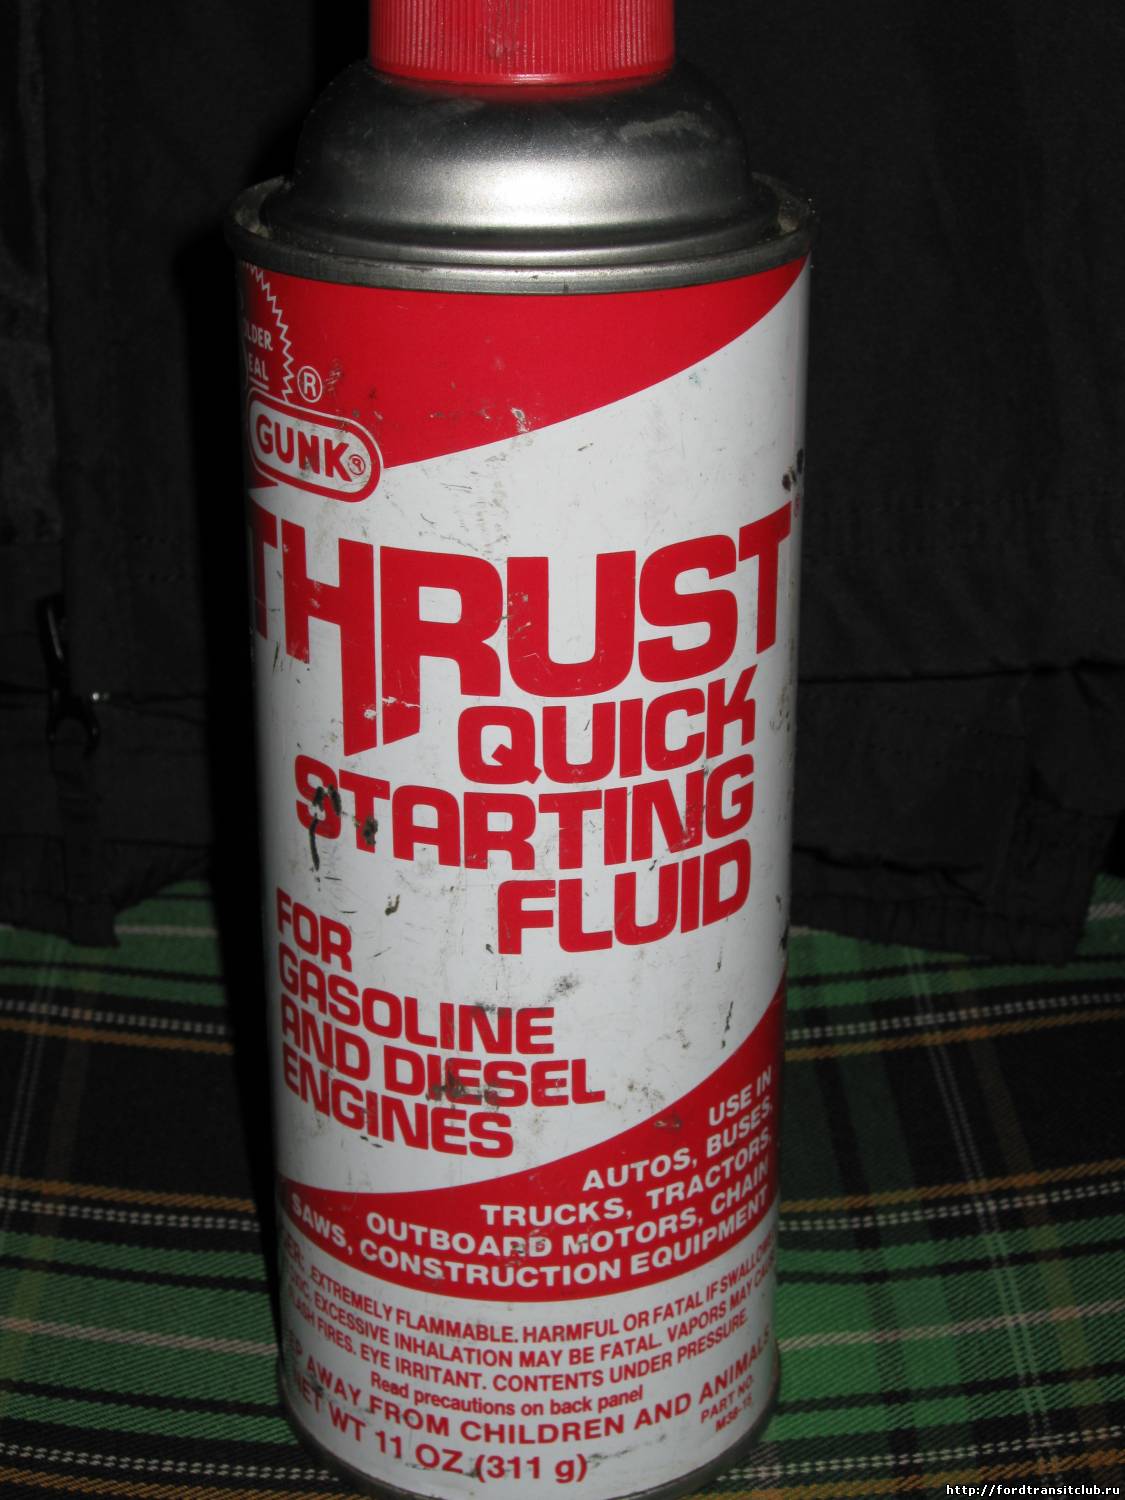 GUNK®
®
THRUST
QUICK
STARTING
FLUID
FOR
GASOLINE
AND DIESEL
ENGINES
USE IN
AUTOS, BUSES,
TRUCKS, TRACTORS,
OUTBOARD MOTORS, CHAIN
SAWS, CONSTRUCTION EQUIPMENT
EXTREMELY FLAMMABLE. HARMFUL OR FATAL IF
EXCESSIVE INHALATION MAY BE FATAL. VAPORS MAY
FIRES. EYE IRRITANT. CONTENTS UNDER PRESSURE.
Read precautions on back panel
AWAY FROM CHILDREN AND ANIMALS
NET WT 11 OZ (311 g)
PART NO.
http://fordtransitclub.ru